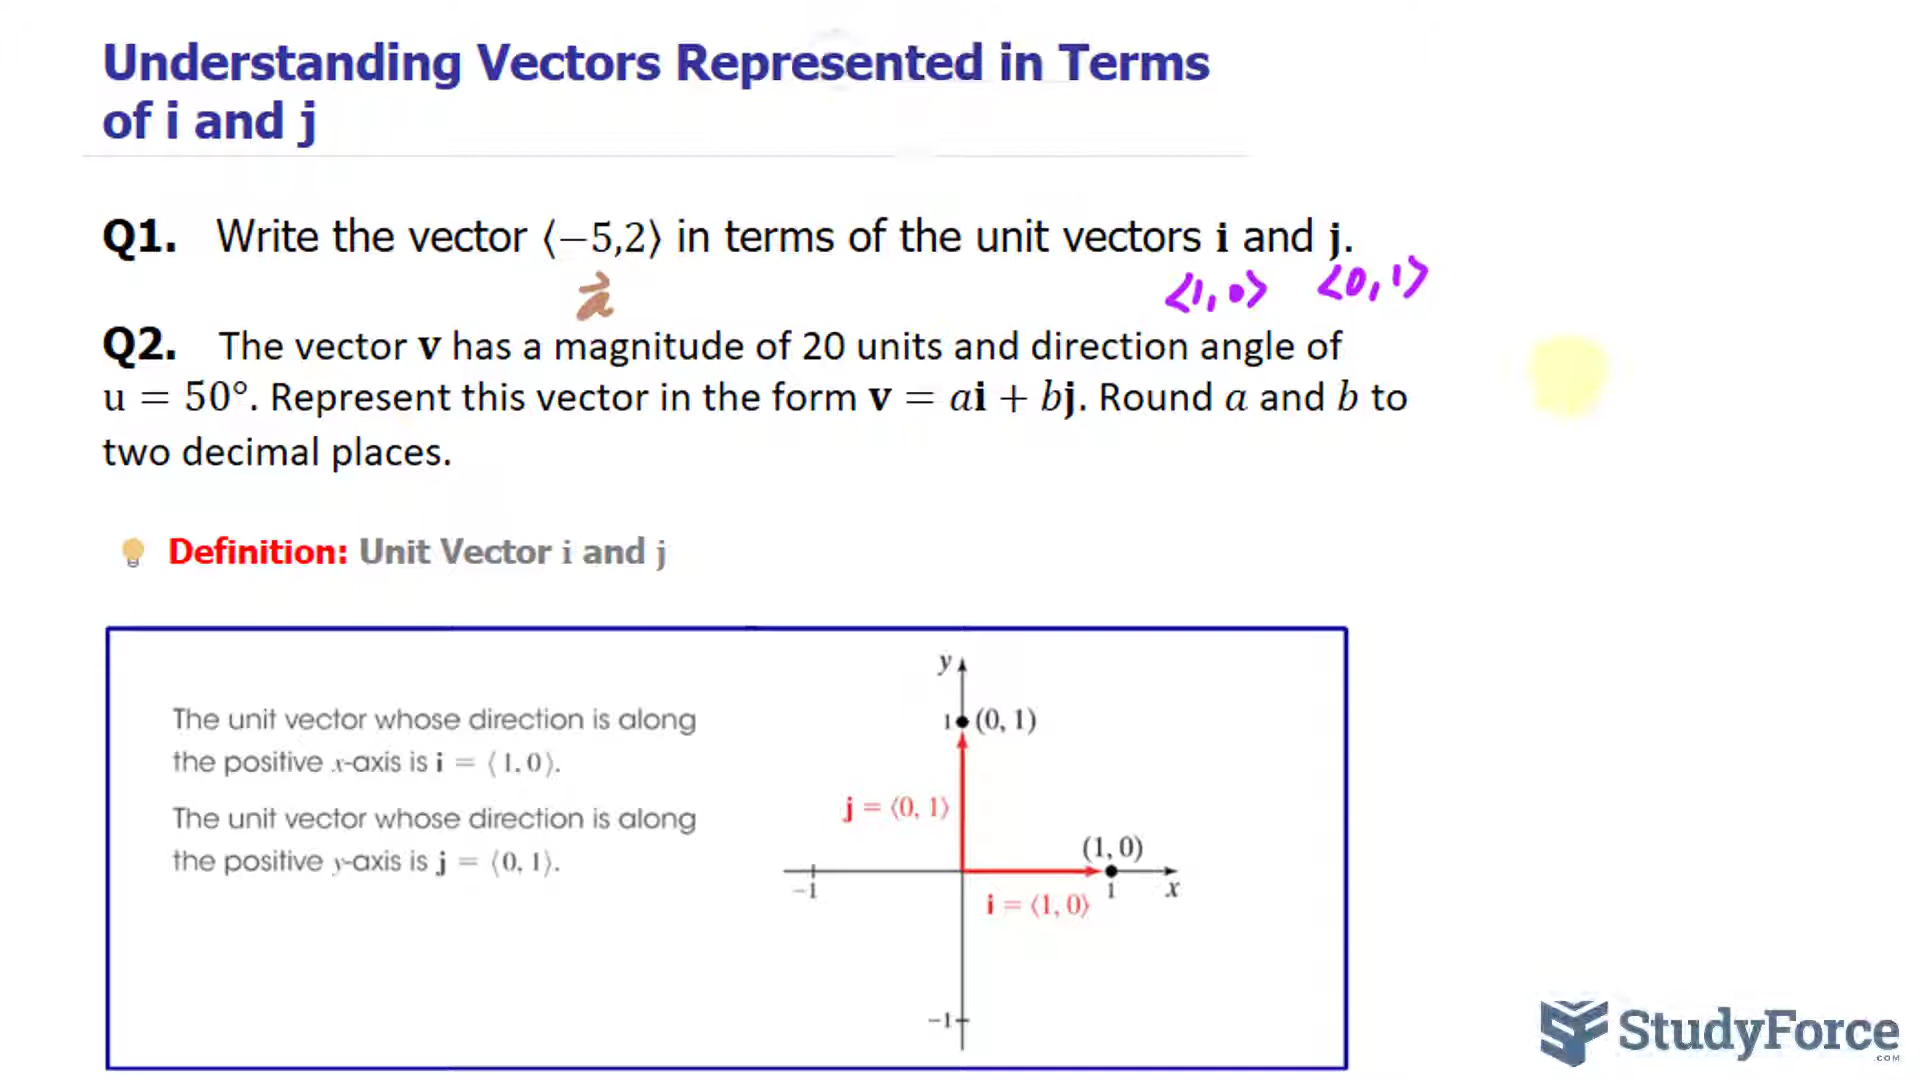 Understanding Vectors Represented in Terms
of i and j
Q1. Write the vector ⟨−5,2⟩ in terms of the unit vectors i and j.
a⃗ ⟨1,0⟩ ⟨0,1⟩
Q2. The vector v has a magnitude of 20 units and direction angle of
u = 50°. Represent this vector in the form v = ai + bj. Round a and b to
two decimal places.
Definition: Unit Vector i and j
The unit vector whose direction is along
the positive x-axis is i = ⟨1, 0⟩.
The unit vector whose direction is along
the positive y-axis is j = ⟨0, 1⟩.
y
1
(0, 1)
j = ⟨0, 1⟩
(1, 0)
−1
1
x
i = ⟨1, 0⟩
−1
StudyForce
.COM